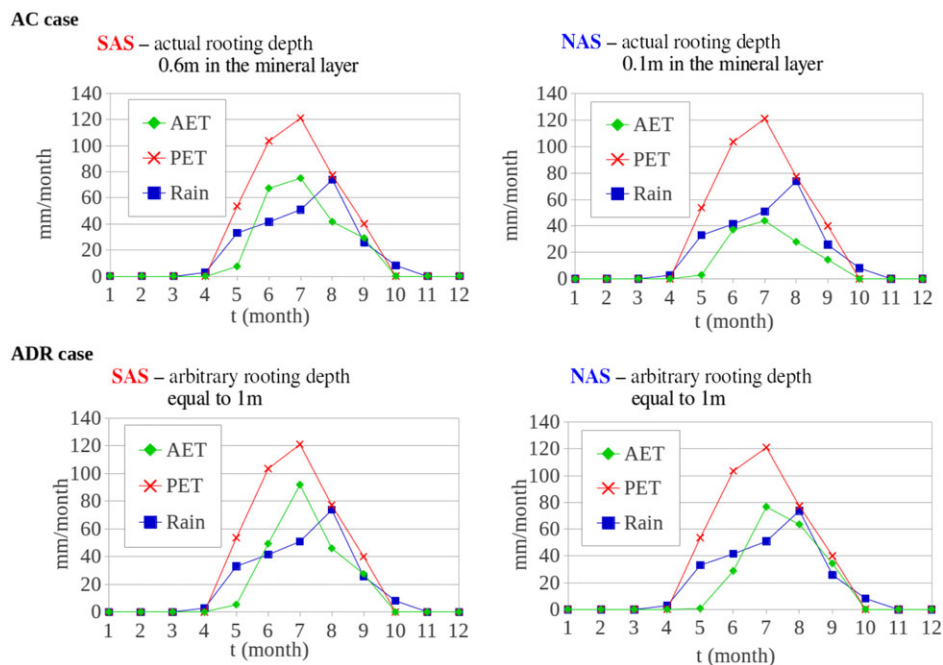 AC case
SAS – actual rooting depth
0.6m in the mineral layer
140
120
100
80
60
40
20
0
mm/month
AET
PET
Rain
1 2 3 4 5 6 7 8 9 10 11 12
t (month)
NAS – actual rooting depth
0.1m in the mineral layer
140
120
100
80
60
40
20
0
mm/month
AET
PET
Rain
1 2 3 4 5 6 7 8 9 10 11 12
t (month)
ADR case
SAS – arbitrary rooting depth
equal to 1m
140
120
100
80
60
40
20
0
mm/month
AET
PET
Rain
1 2 3 4 5 6 7 8 9 10 11 12
t (month)
NAS – arbitrary rooting depth
equal to 1m
140
120
100
80
60
40
20
0
mm/month
AET
PET
Rain
1 2 3 4 5 6 7 8 9 10 11 12
t (month)